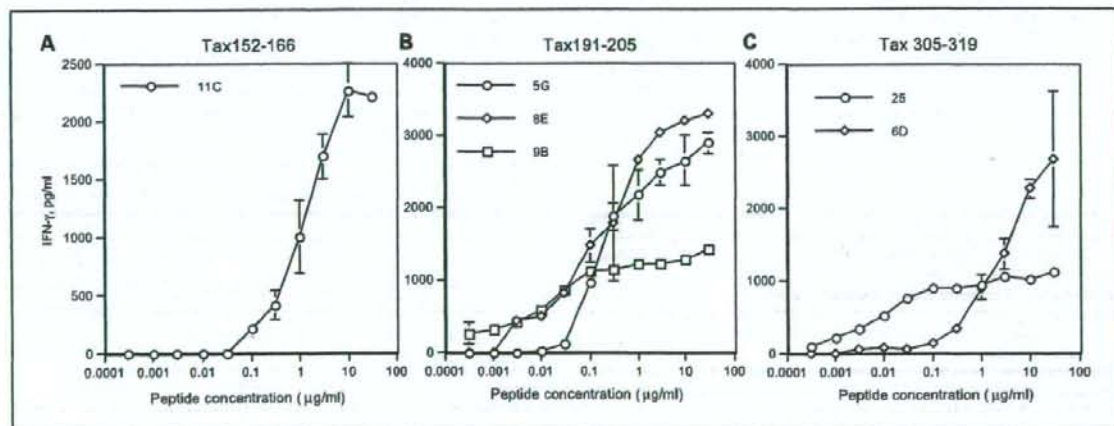 A
Tax152-166
11C
IFN-γ, pg/ml
2500
2000
1500
1000
500
0
0.0001 0.001 0.01 0.1 1 10 100
Peptide concentration (μg/ml)
B
Tax191-205
5G
8E
9B
4000
3000
2000
1000
0
0.0001 0.001 0.01 0.1 1 10 100
Peptide concentration (μg/ml)
C
Tax 305-319
6D
4000
2000
0
0.0001 0.001 0.01 0.1 1 10 100
Peptide concentration (μg/ml)